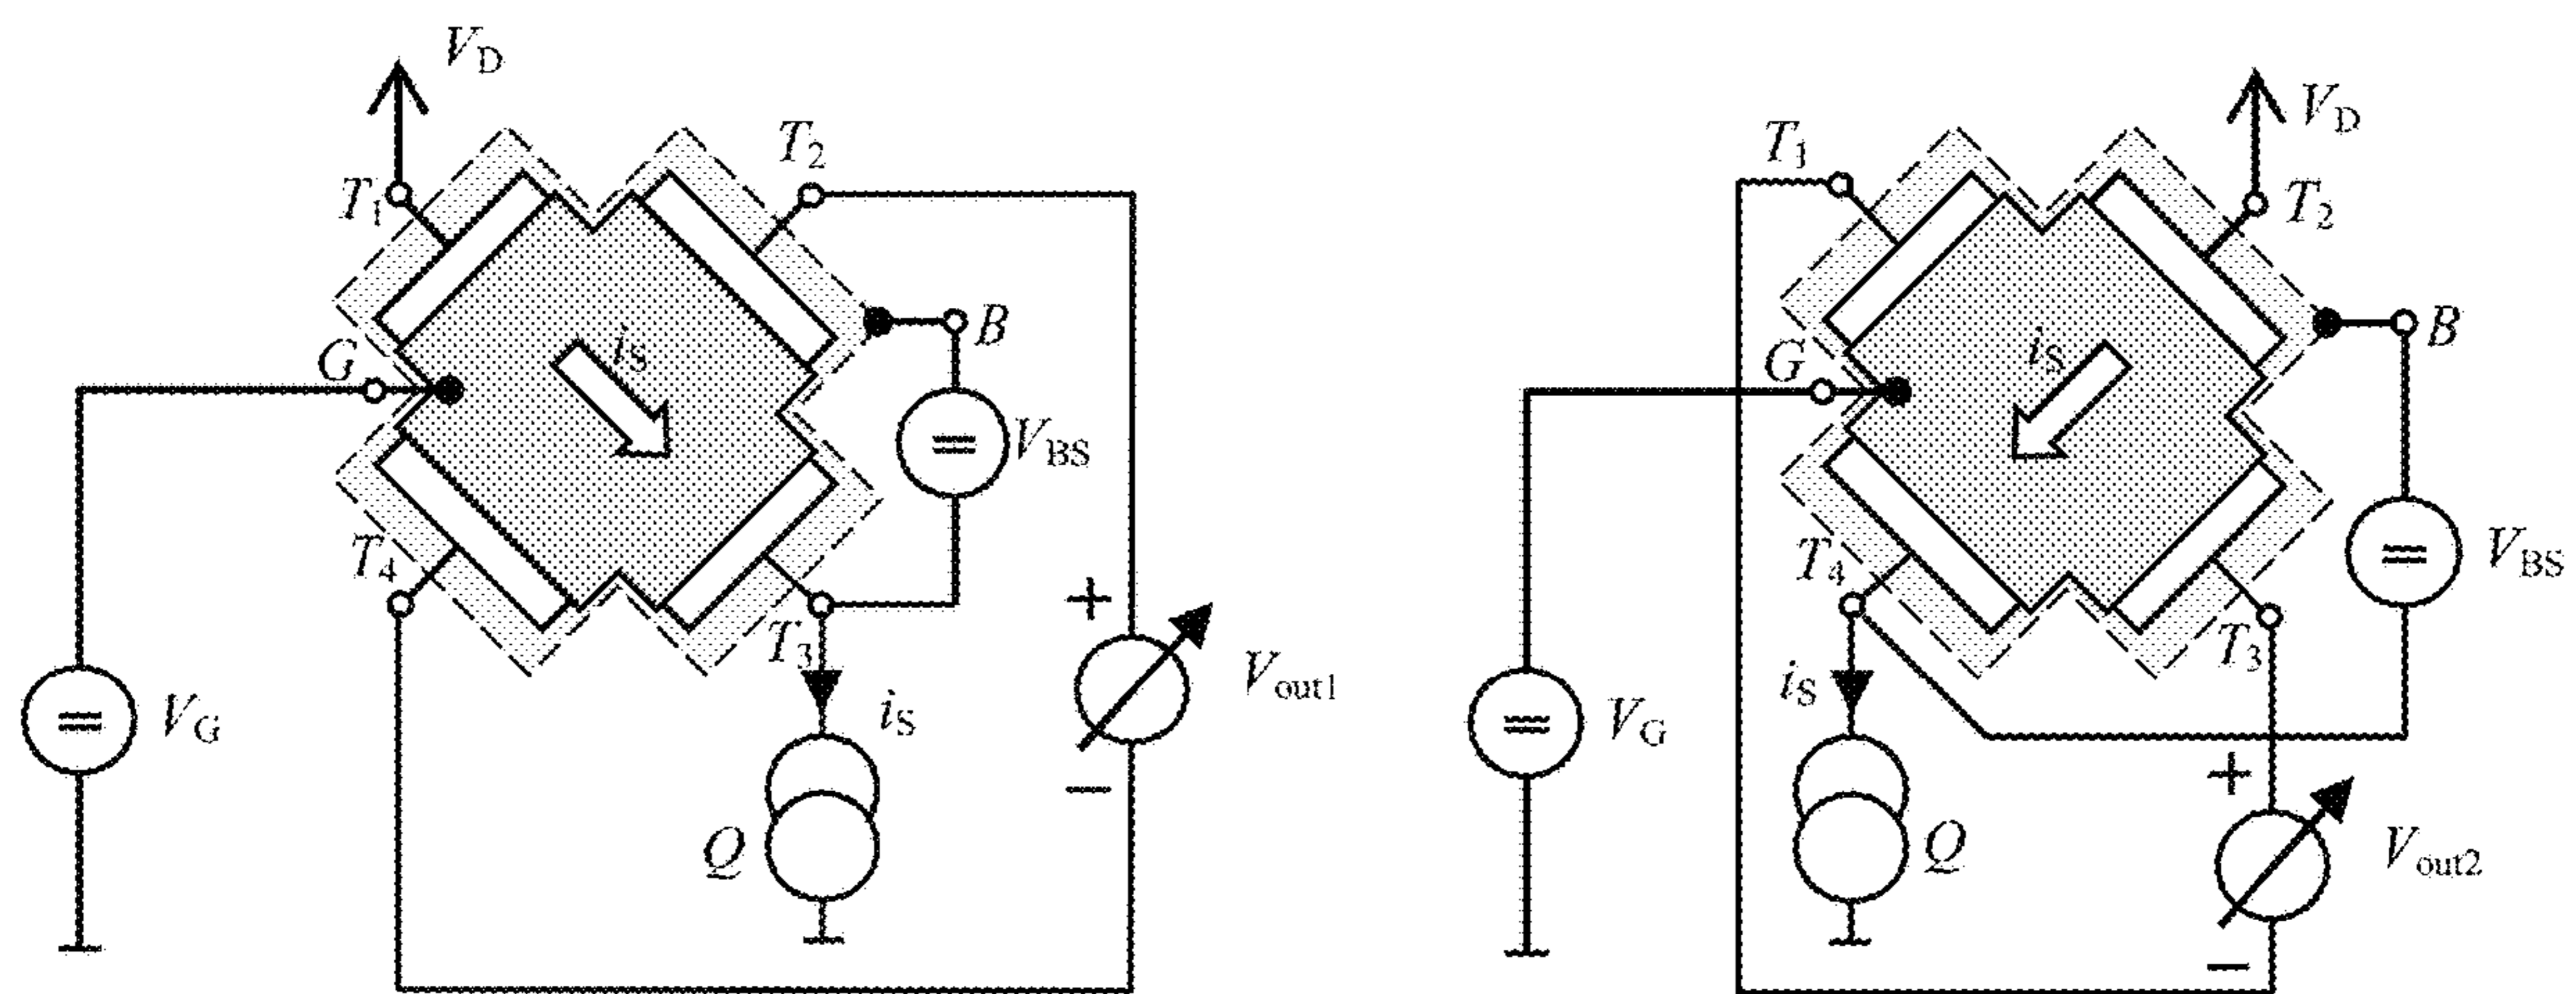 V_D
T_1
T_2
G
i_S
B
V_BS
T_4
T_3
i_S
V_G
Q
+
V_out1
−
V_D
T_1
T_2
G
i_S
B
V_BS
T_4
T_3
i_S
V_G
Q
+
V_out2
−